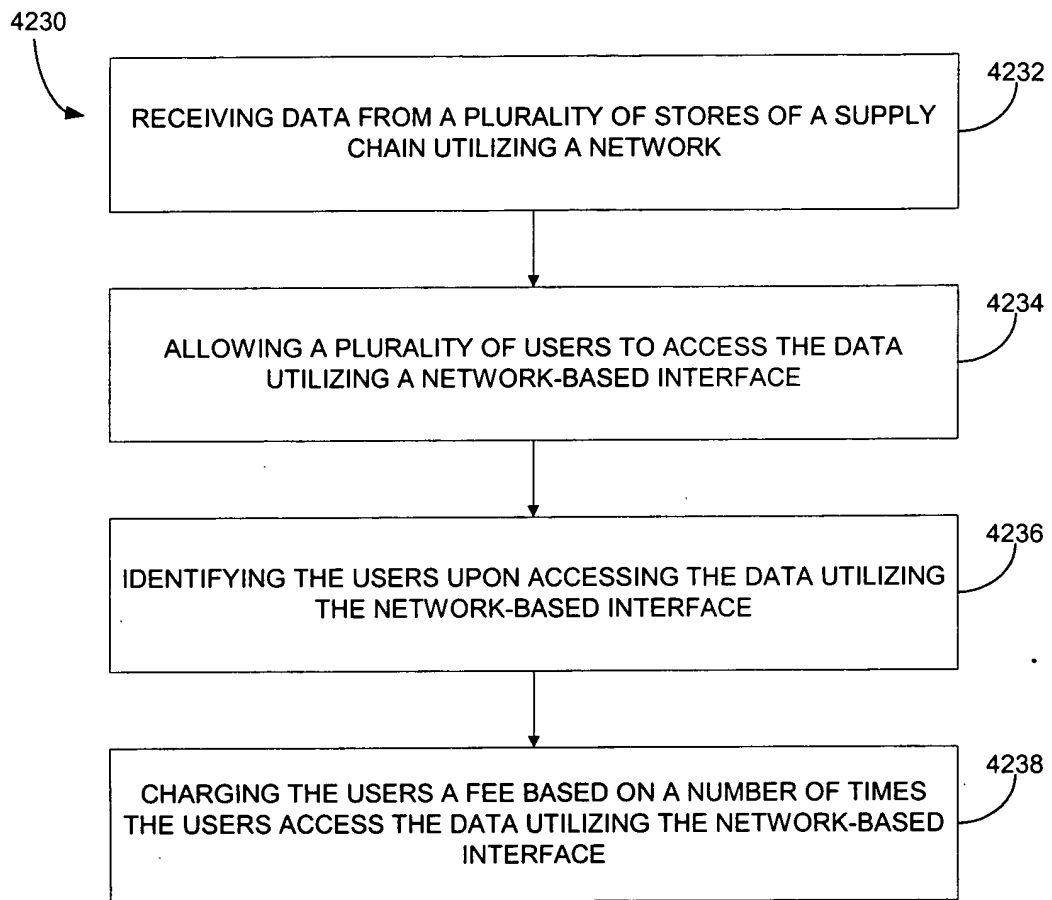 4230
4232
RECEIVING DATA FROM A PLURALITY OF STORES OF A SUPPLY
CHAIN UTILIZING A NETWORK
4234
ALLOWING A PLURALITY OF USERS TO ACCESS THE DATA
UTILIZING A NETWORK-BASED INTERFACE
4236
IDENTIFYING THE USERS UPON ACCESSING THE DATA UTILIZING
THE NETWORK-BASED INTERFACE
4238
CHARGING THE USERS A FEE BASED ON A NUMBER OF TIMES
THE USERS ACCESS THE DATA UTILIZING THE NETWORK-BASED
INTERFACE